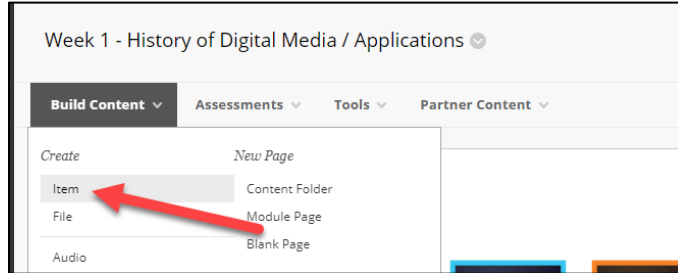 Week 1 - History of Digital Media / Applications
Build Content Assessments Tools Partner Content
Create New Page
Item Content Folder
File Module Page
Blank Page
Audio